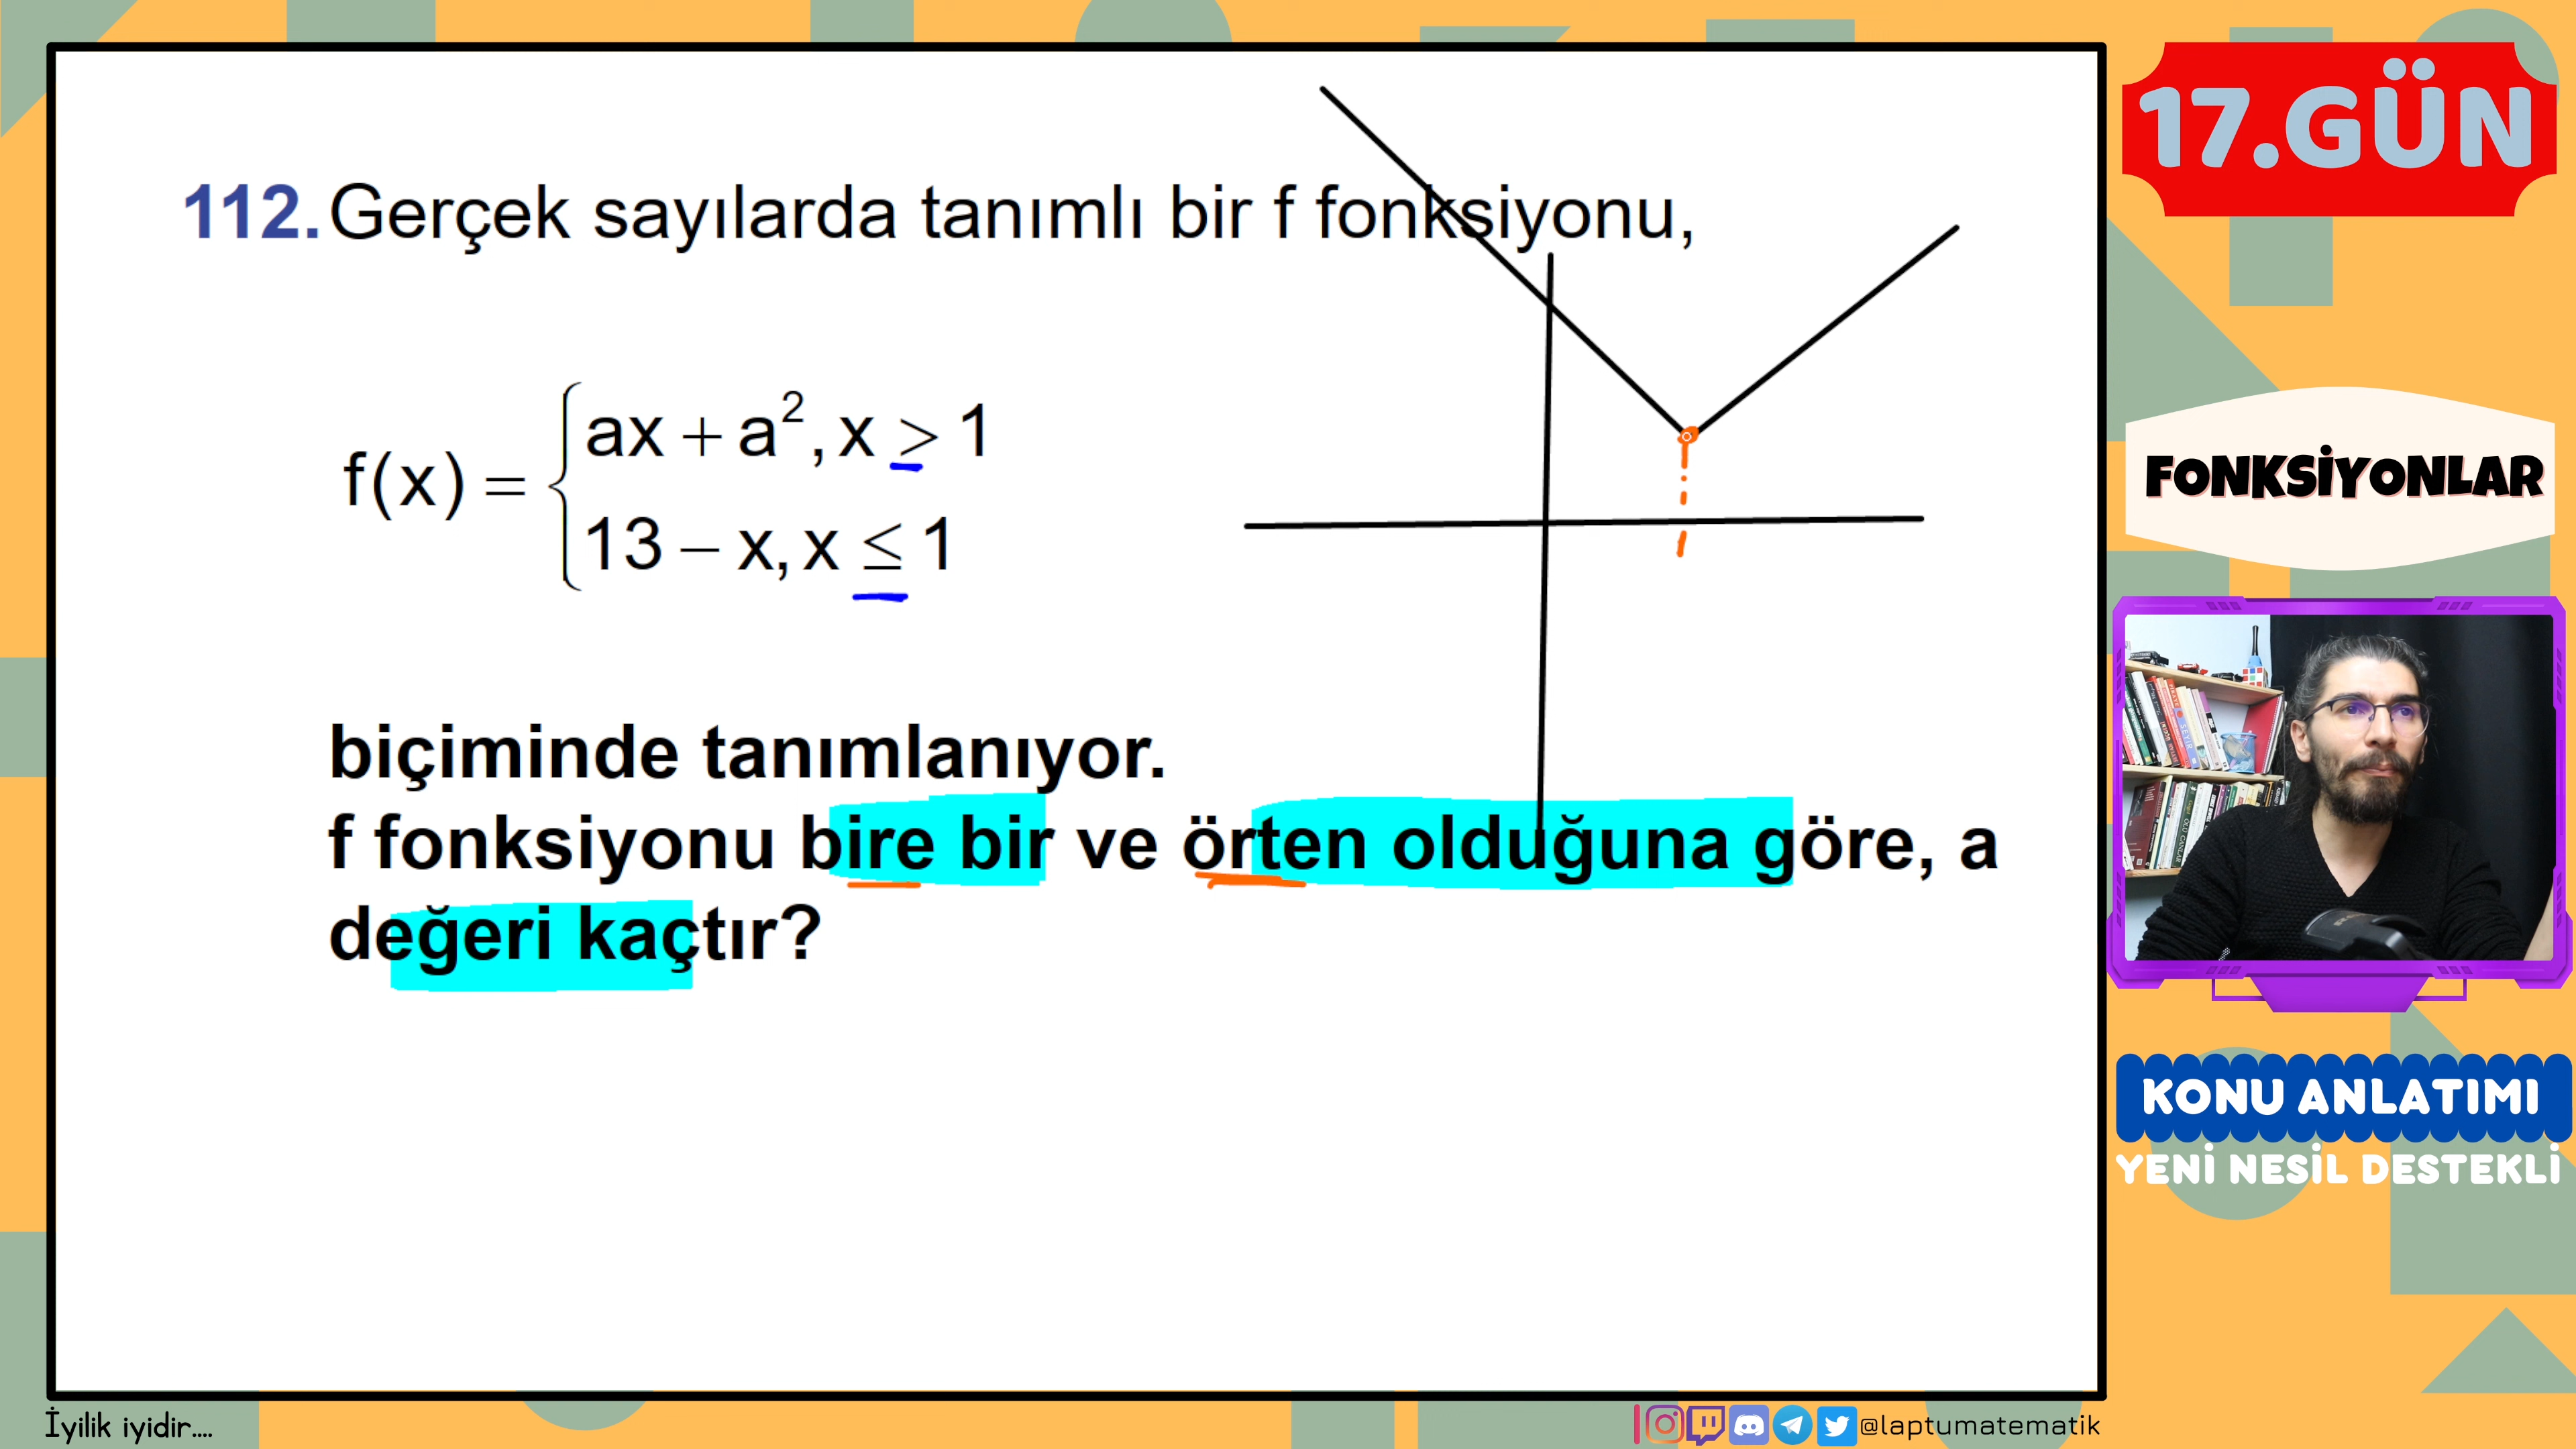 17.GÜN
112. Gerçek sayılarda tanımlı bir f fonksiyonu,
f(x) = { ax + a², x > 1
13 – x, x ≤ 1
biçiminde tanımlanıyor.
f fonksiyonu bire bir ve örten olduğuna göre, a
değeri kaçtır?
FONKSİYONLAR
KONU ANLATIMI
YENİ NESİL DESTEKLİ
İyilik iyidir....
@laptumatematik